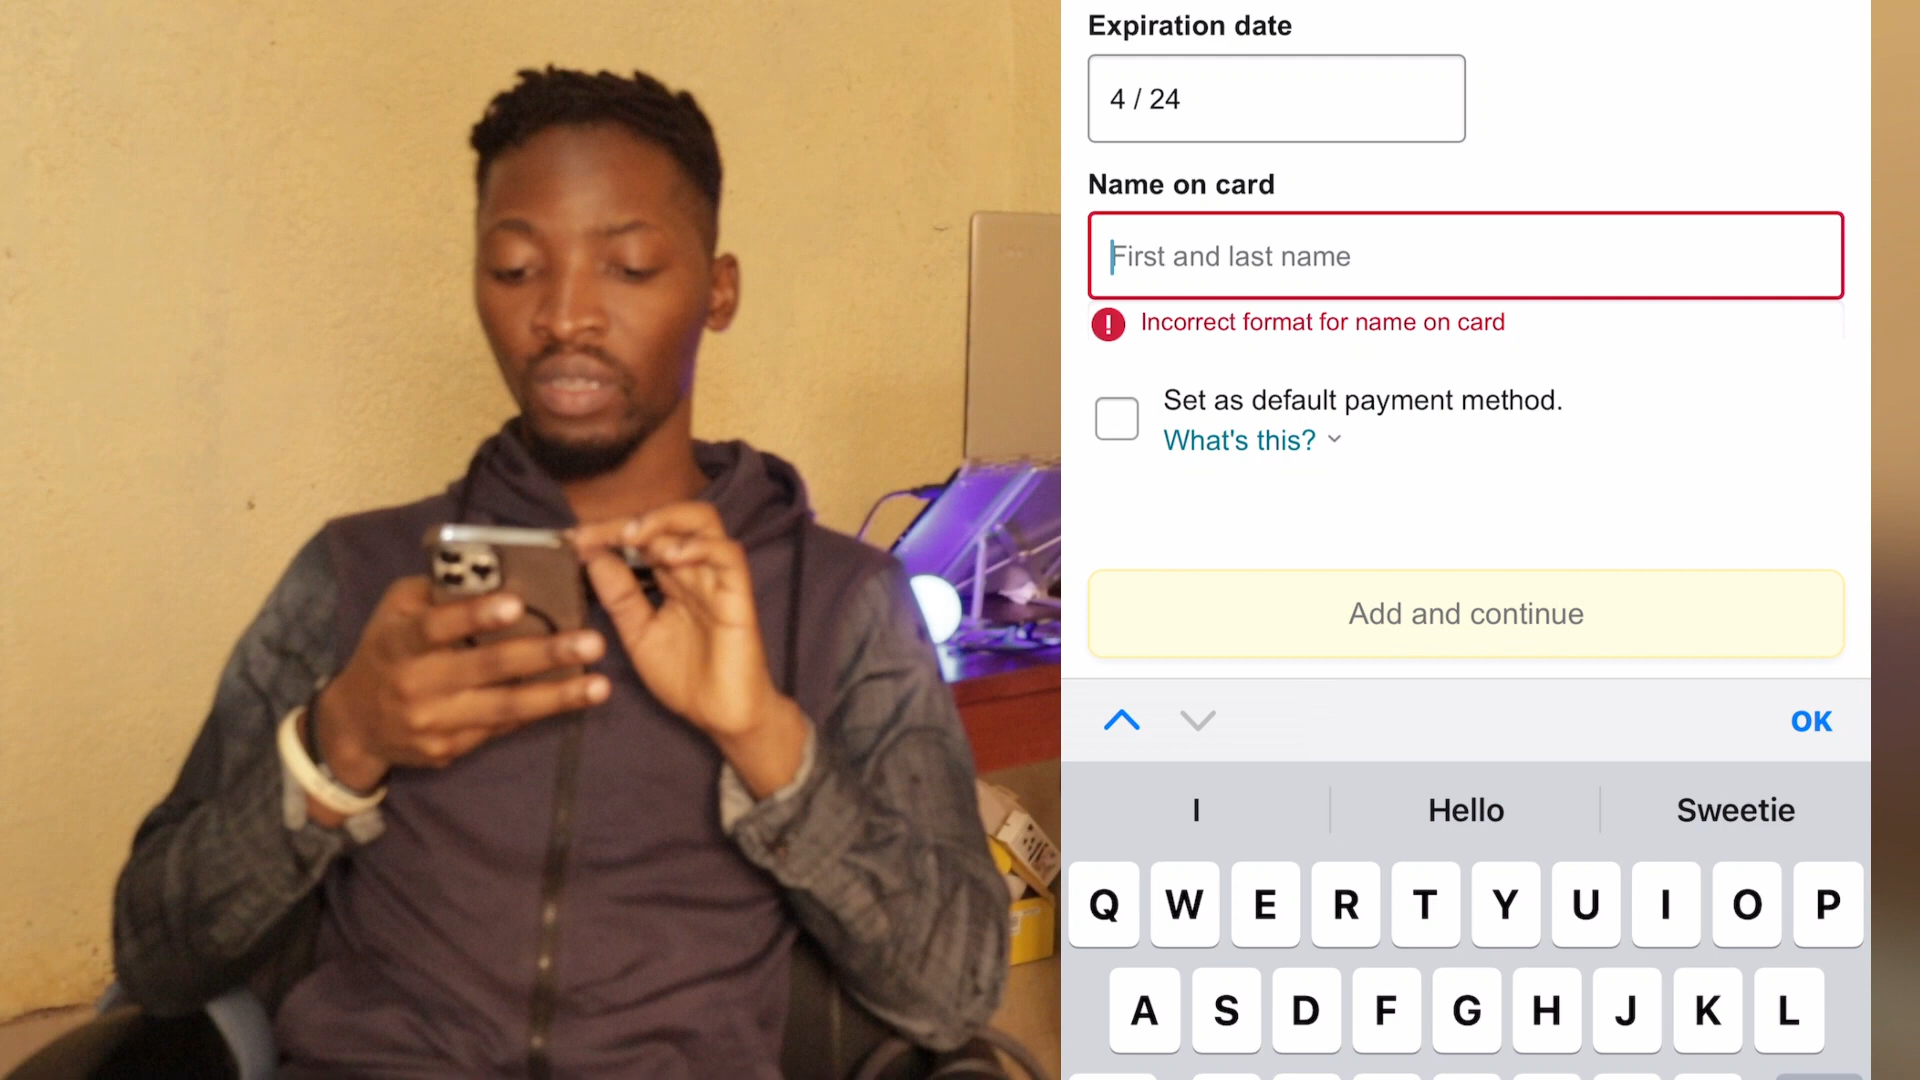 Expiration date
4 / 24
Name on card
First and last name
! Incorrect format for name on card
Set as default payment method.
What's this?
Add and continue
OK
I Hello Sweetie
Q W E R T Y U I O P
A S D F G H J K L